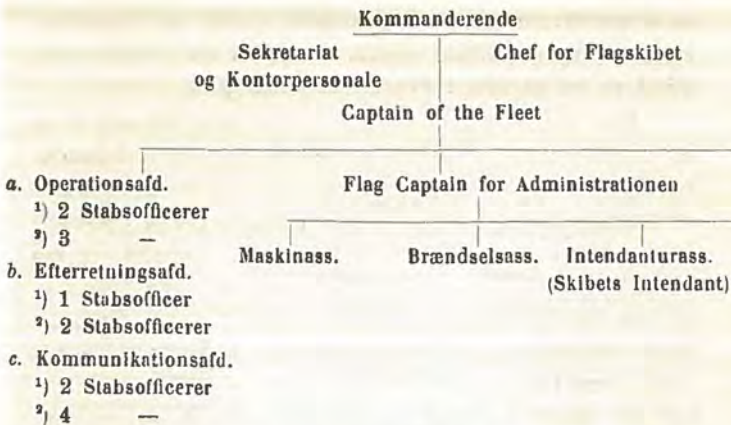 Kommanderende
Sekretariat
og Kontorpersonale
Chef for Flagskibet
Captain of the Fleet
a. Operationsafd.
¹) 2 Stabsofficerer
²) 3 —
b. Efterretningsafd.
¹) 1 Stabsofficer
²) 2 Stabsofficerer
c. Kommunikationsafd.
¹) 2 Stabsofficerer
²) 4 —
Flag Captain for Administrationen
Maskinass.
Brændselsass.
Intendanturass.
(Skibets Intendant)